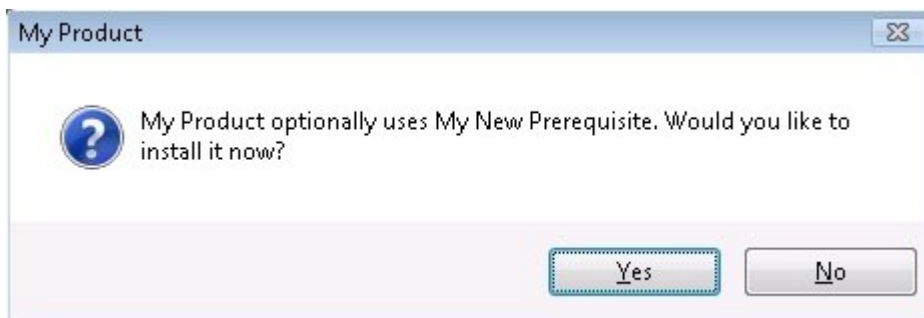 My Product
My Product optionally uses My New Prerequisite. Would you like to
install it now?
Yes
No